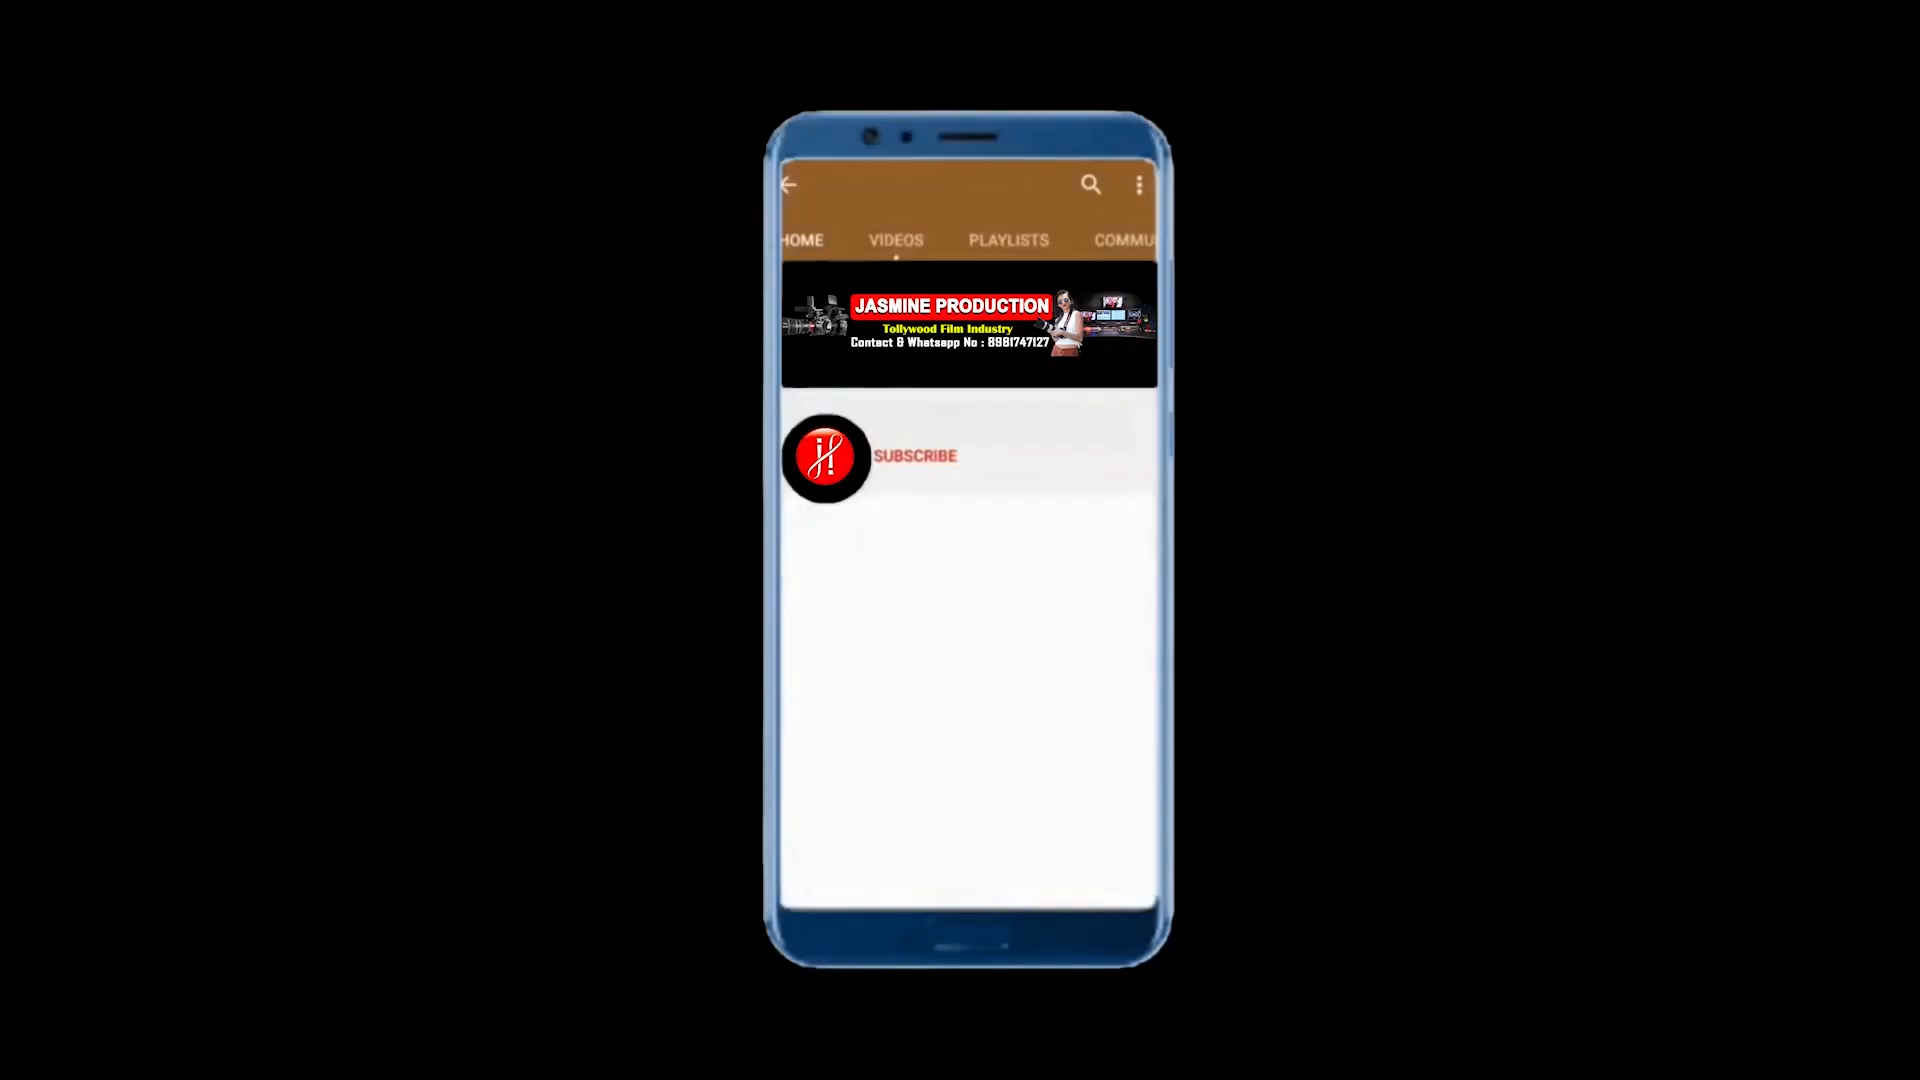 HOME VIDEOS PLAYLISTS COMMU
JASMINE PRODUCTION
Tollywood Film Industry
Contact & Whatsapp No : 8981747127
SUBSCRIBE